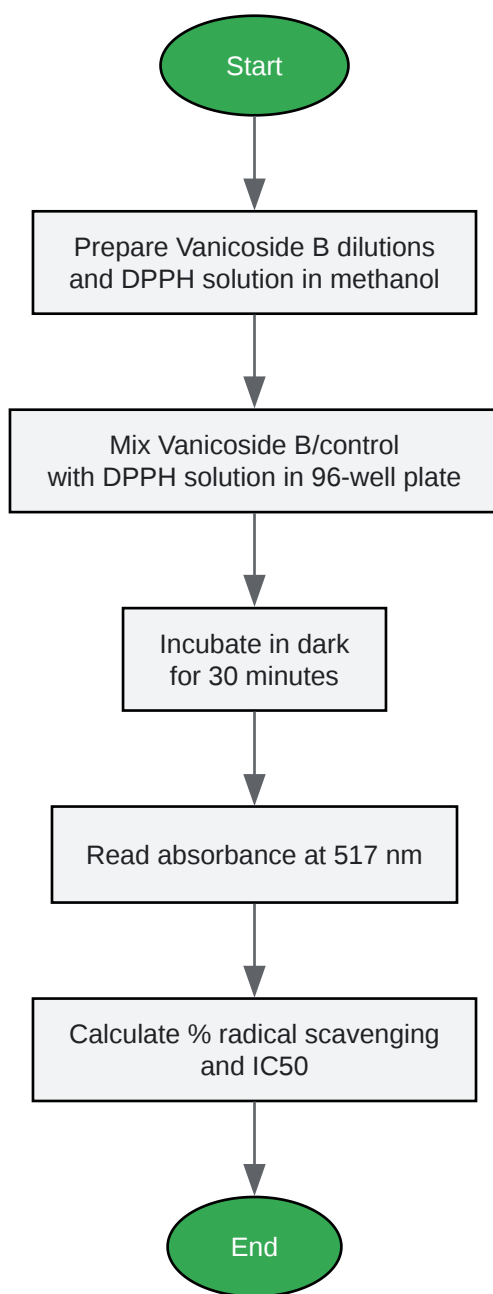 Start
Prepare Vanicoside B dilutions
and DPPH solution in methanol
Mix Vanicoside B/control
with DPPH solution in 96-well plate
Incubate in dark
for 30 minutes
Read absorbance at 517 nm
Calculate % radical scavenging
and IC50
End